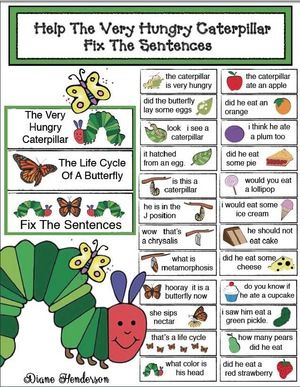 Help The Very Hungry Caterpillar
Fix The Sentences
The Very
Hungry
Caterpillar
The Life Cycle
Of A Butterfly
Fix The Sentences
the caterpillar
is very hungry
did the butterfly
lay some eggs
look i see a
caterpillar
it hatched
from an egg.
is this a
caterpillar
he is in the
J position
wow that's
a chrysalis
what is
metamorphosis
hooray it is a
butterfly now
she sips
nectar
that's a life cycle
what color is
his head
the caterpillar
ate an apple
did he eat an
orange
i think he ate
a plum too
did he eat
some pie
would you eat
a lollipop
i would eat some
ice cream
he should not
eat cake
did he eat some
cheese
do you know if
he ate a cupcake
i saw him eat a
green pickle.
how many pears
did he eat
did he eat a
red strawberry
Diane Henderson